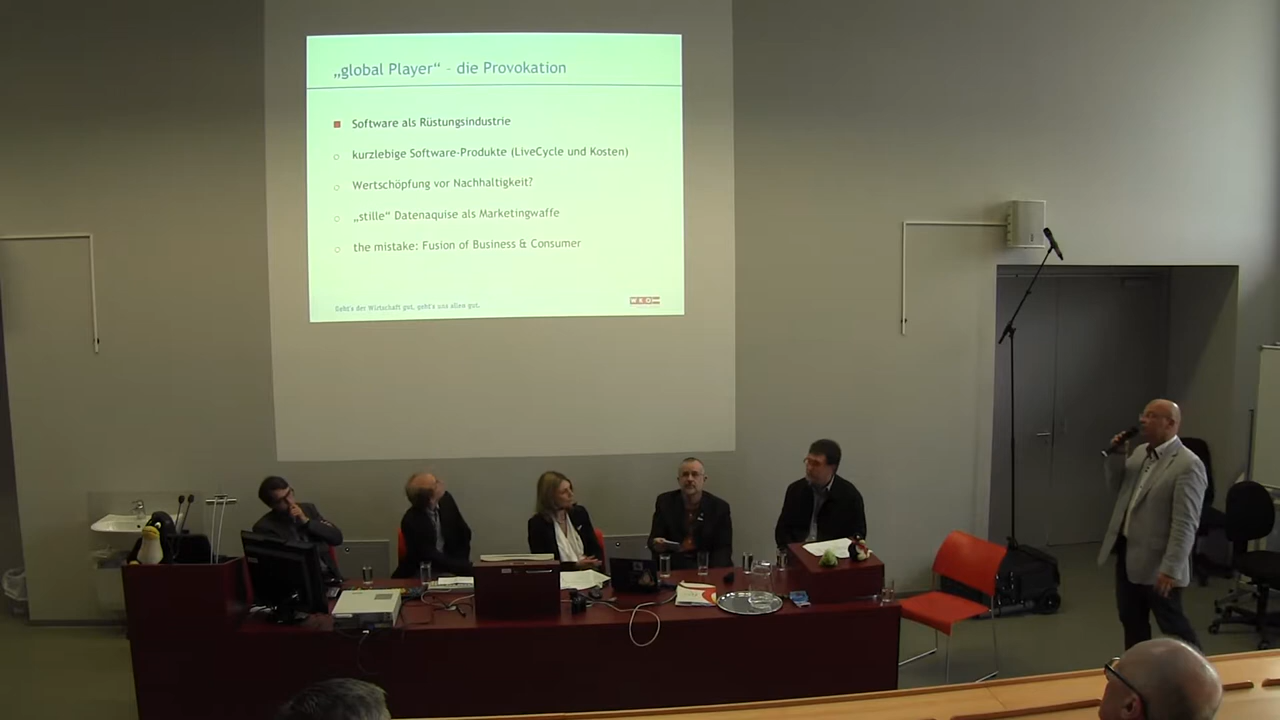 „global Player“ – die Provokation
Software als Rüstungsindustrie
kurzlebige Software-Produkte (LiveCycle und Kosten)
Wertschöpfung vor Nachhaltigkeit?
„stille“ Datenaquise als Marketingwaffe
the mistake: Fusion of Business & Consumer
Geht's der Wirtschaft gut, geht's uns allen gut.
WKO